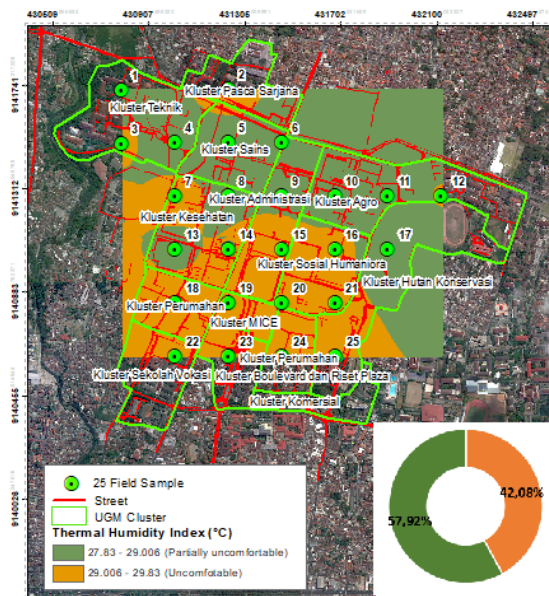 430508 430907 431306 431702 432100 432497
9141741
9141312
9140883
9140455
9140026
1
2
Kluster Pasca Sarjana
Kluster Teknik
3
4
5
6
Kluster Sains
7
8
9
10
11
12
Kluster Administrasi
Kluster Agro
Kluster Kesehatan
13
14
15
16
17
Kluster Sosial Humaniora
Kluster Hutan Konservasi
18
19
20
21
Kluster Perumahan
Kluster MICE
22
23
24
25
Kluster Perumahan
Kluster Sekolah Vokasi
Kluster Boulevard dan Riset Plaza
Kluster Komersial
25 Field Sample
Street
UGM Cluster
Thermal Humidity Index (°C)
27.83 - 29.006 (Partially uncomfortable)
29.006 - 29.83 (Uncomfotable)
42,08%
57,92%